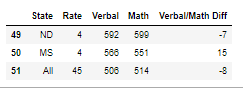 State Rate Verbal Math Verbal/Math Diff
49 ND 4 592 599 -7
50 MS 4 566 551 15
51 All 45 506 514 -8